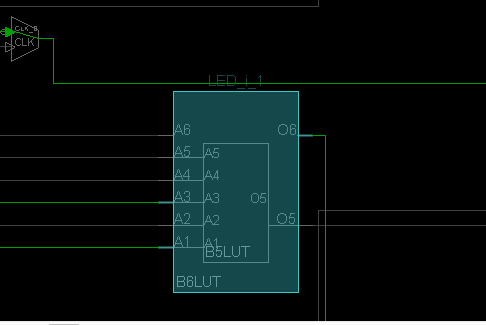 CLK_B
CLK
LED_i_1
A6
O6
A5
A5
A4
A4
A3
A3
O5
A2
A2
O5
A1
A1
B5LUT
B6LUT